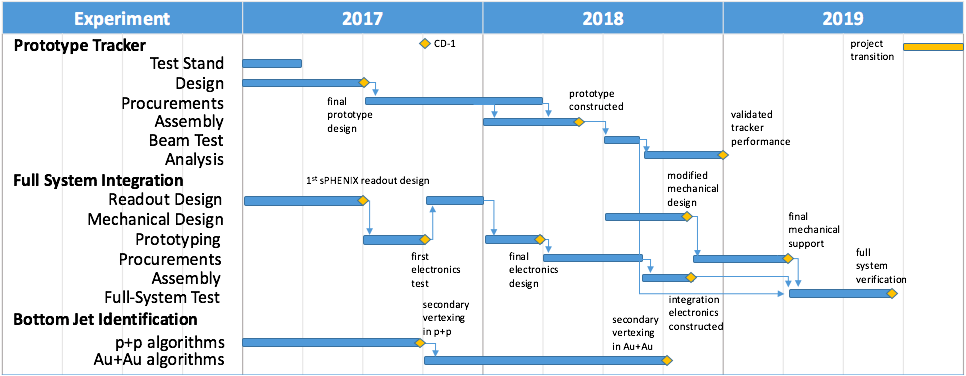 Experiment 2017 2018 2019
Prototype Tracker
CD-1
project
transition
Test Stand
Design
Procurements
final
prototype
design
prototype
constructed
Assembly
Beam Test
validated
tracker
performance
Analysis
Full System Integration
1st sPHENIX readout design
modified
mechanical
design
Readout Design
Mechanical Design
final
mechanical
support
Prototyping
Procurements
first
electronics
test
final
electronics
design
full
system
verification
Assembly
Full-System Test
integration
electronics
constructed
Bottom Jet Identification
secondary
vertexing
in p+p
secondary
vertexing
in Au+Au
p+p algorithms
Au+Au algorithms